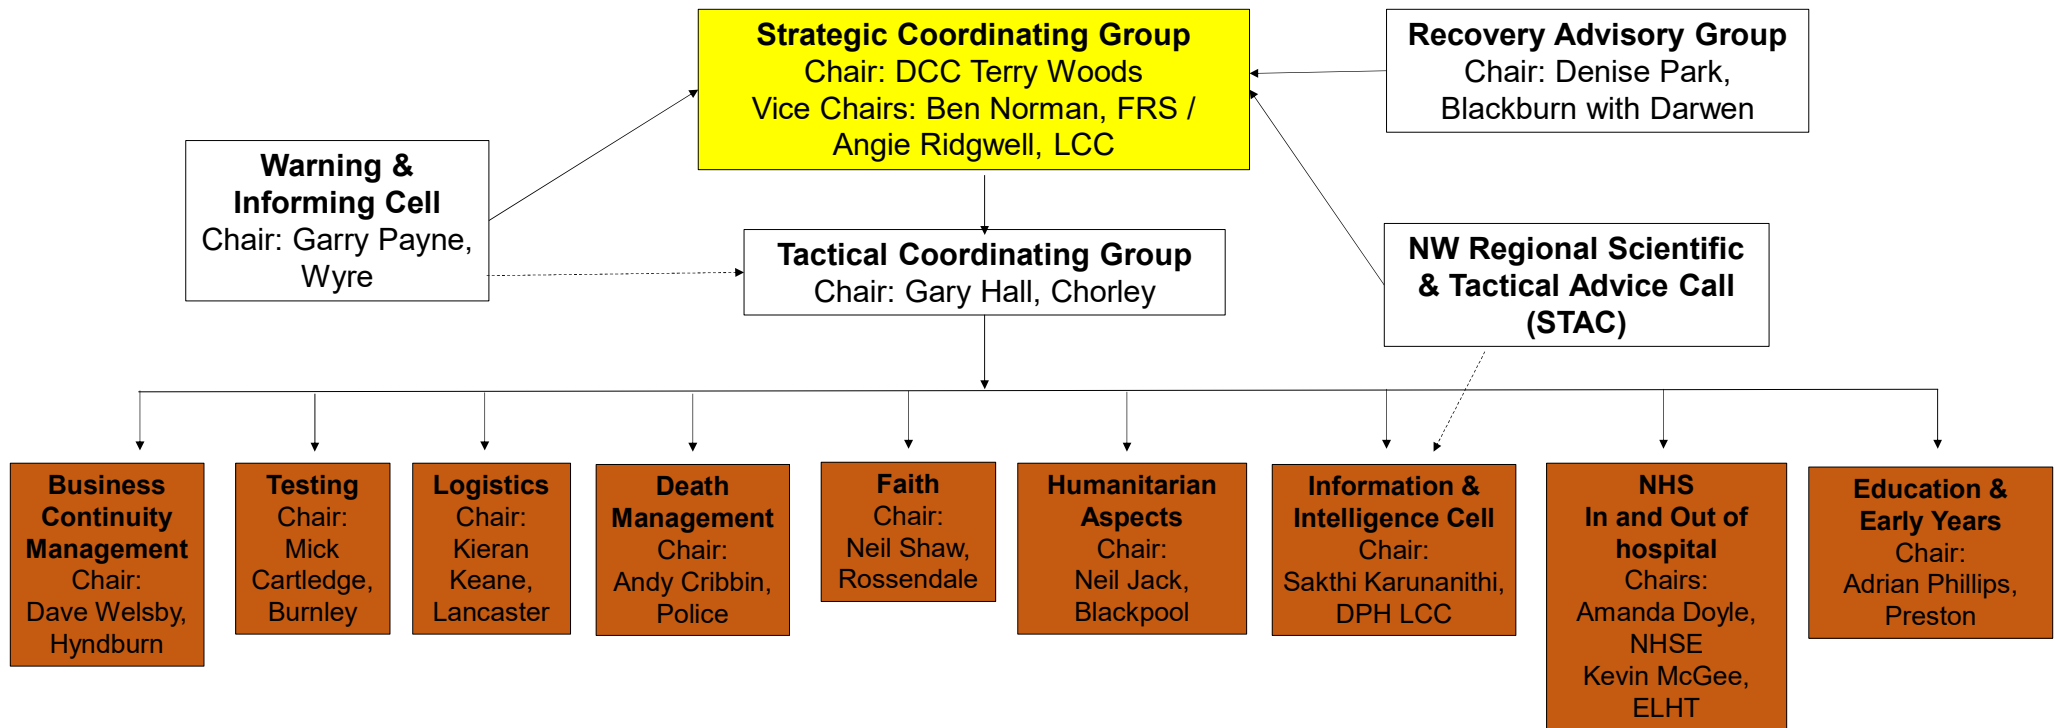 Strategic Coordinating Group
Chair: DCC Terry Woods
Vice Chairs: Ben Norman, FRS /
Angie Ridgwell, LCC
Recovery Advisory Group
Chair: Denise Park,
Blackburn with Darwen
Warning &
Informing Cell
Chair: Garry Payne,
Wyre
Tactical Coordinating Group
Chair: Gary Hall, Chorley
NW Regional Scientific
& Tactical Advice Call
(STAC)
Business
Continuity
Management
Chair:
Dave Welsby,
Hyndburn
Testing
Chair:
Mick
Cartledge,
Burnley
Logistics
Chair:
Kieran
Keane,
Lancaster
Death
Management
Chair:
Andy Cribbin,
Police
Faith
Chair:
Neil Shaw,
Rossendale
Humanitarian
Aspects
Chair:
Neil Jack,
Blackpool
Information &
Intelligence Cell
Chair:
Sakthi Karunanithi,
DPH LCC
NHS
In and Out of
hospital
Chairs:
Amanda Doyle,
NHSE
Kevin McGee,
ELHT
Education &
Early Years
Chair:
Adrian Phillips,
Preston